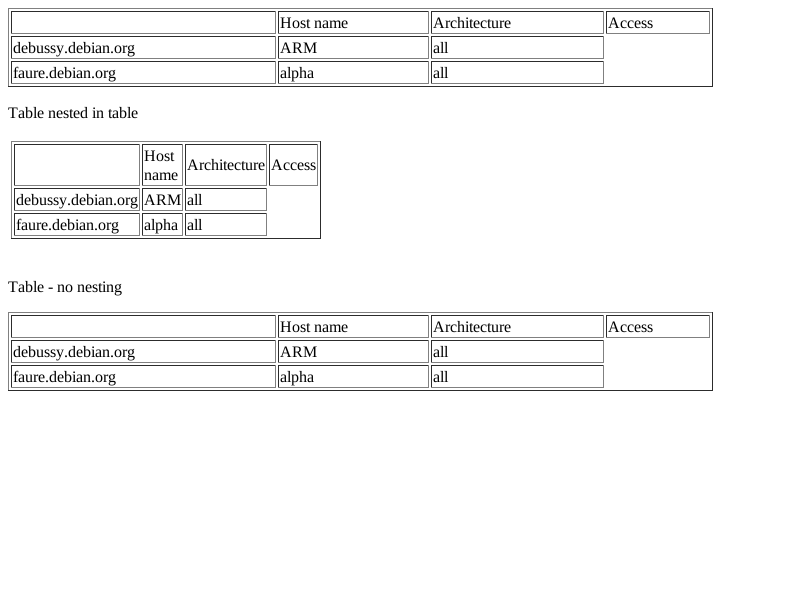 Host name Architecture Access
debussy.debian.org ARM all
faure.debian.org alpha all
Table nested in table
Host
name Architecture Access
debussy.debian.org ARM all
faure.debian.org alpha all
Table - no nesting
Host name Architecture Access
debussy.debian.org ARM all
faure.debian.org alpha all